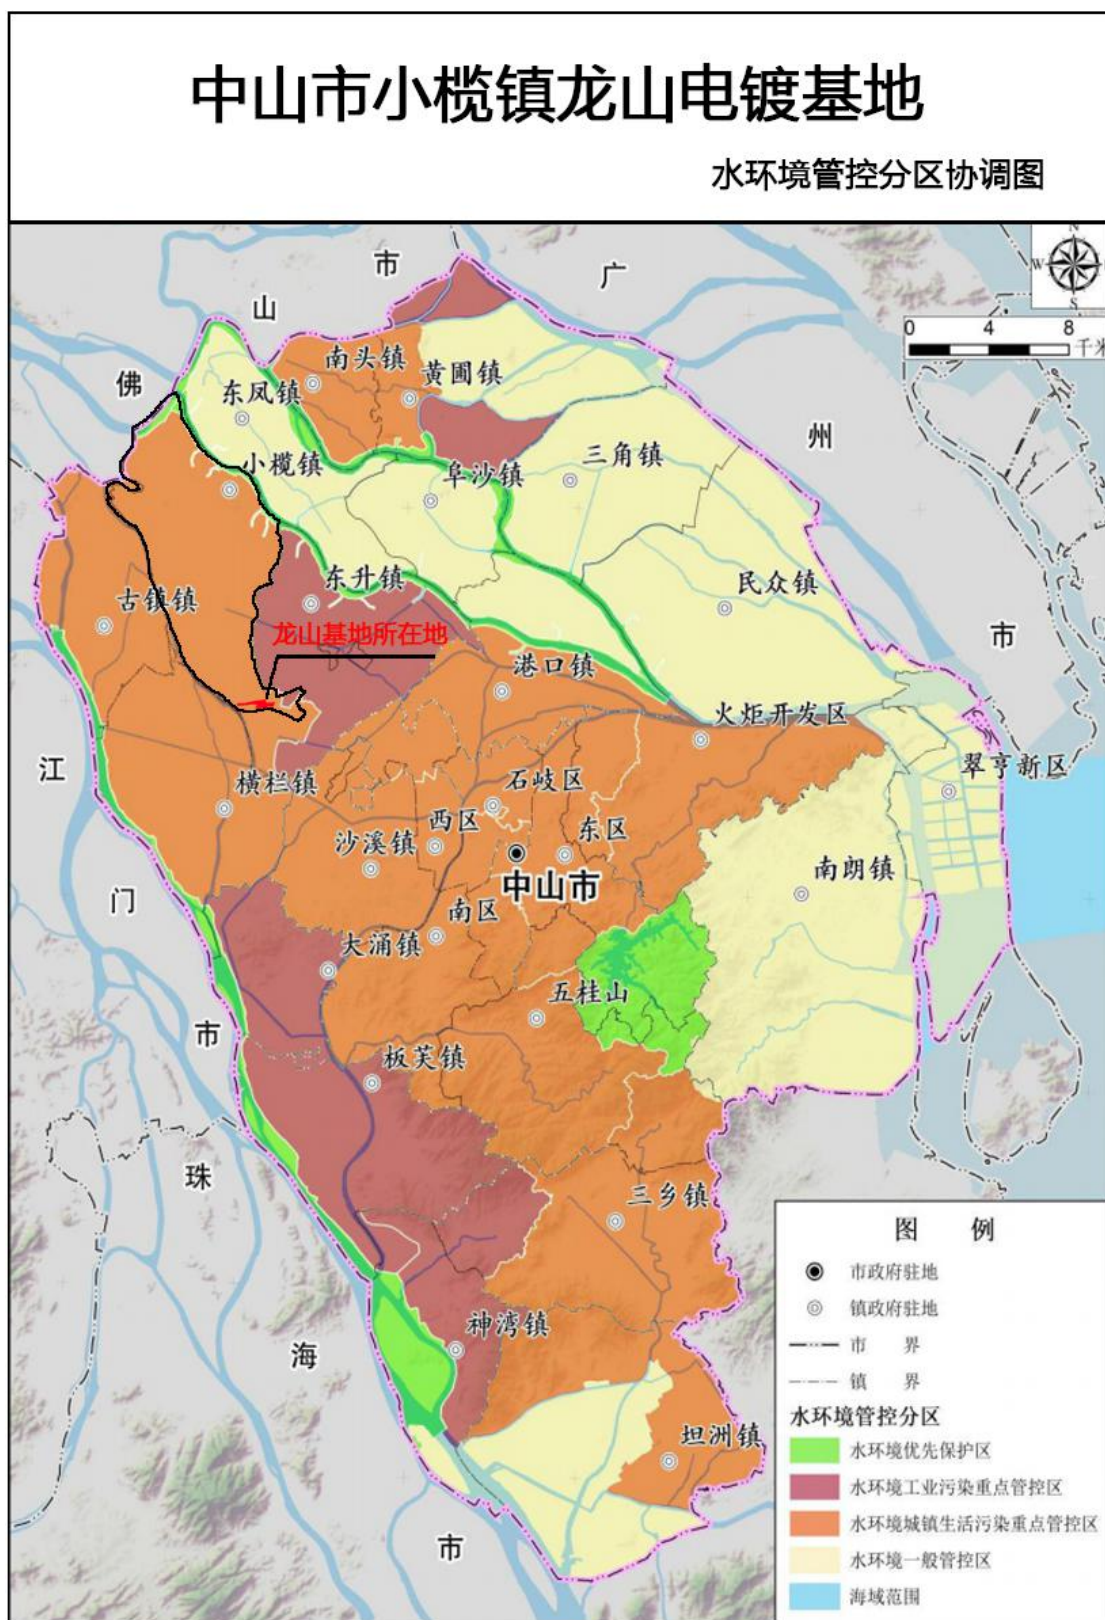 中山市小榄镇龙山电镀基地
水环境管控分区协调图
N
W
S
0 4 8
千米
市
广
山
佛
南头镇
黄圃镇
东凤镇
州
小榄镇
阜沙镇
三角镇
东升镇
民众镇
古镇镇
市
龙山基地所在地
港口镇
火炬开发区
江
横栏镇
石岐区
翠亨新区
西区
东区
沙溪镇
中山市
南朗镇
门
南区
大涌镇
五桂山
市
板芙镇
珠
三乡镇
海
神湾镇
坦洲镇
市
图 例
市政府驻地
镇政府驻地
市 界
镇 界
水环境管控分区
水环境优先保护区
水环境工业污染重点管控区
水环境城镇生活污染重点管控区
水环境一般管控区
海域范围